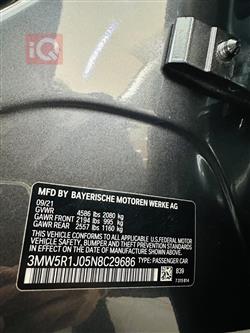 iQ
MFD BY BAYERISCHE MOTOREN WERKE AG
09/21
GVWR 4586 lbs 2080 kg
GAWR FRONT 2194 lbs 995 kg
GAWR REAR 2557 lbs 1160 kg
THIS VEHICLE CONFORMS TO ALL APPLICABLE U.S.FEDERAL MOTOR
VEHICLE SAFETY, BUMPER, AND THEFT PREVENTION STANDARDS IN
EFFECT ON THE DATE OF MANUFACTURE SHOWN ABOVE.
3MW5R1J05N8C29686 TYPE: PASSENGER CAR
839